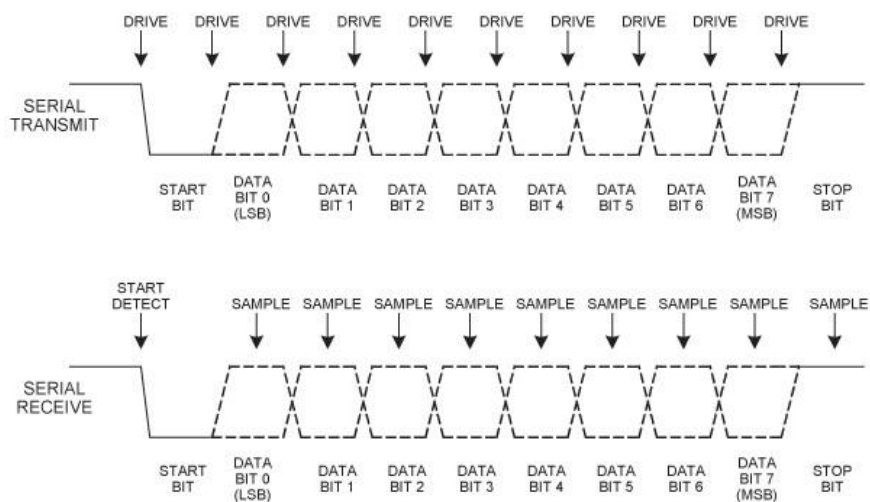 DRIVE DRIVE DRIVE DRIVE DRIVE DRIVE DRIVE DRIVE DRIVE DRIVE
SERIAL
TRANSMIT
START
BIT
DATA
BIT 0
(LSB)
DATA
BIT 1
DATA
BIT 2
DATA
BIT 3
DATA
BIT 4
DATA
BIT 5
DATA
BIT 6
DATA
BIT 7
(MSB)
STOP
BIT
START
DETECT
SAMPLE SAMPLE SAMPLE SAMPLE SAMPLE SAMPLE SAMPLE SAMPLE SAMPLE
SERIAL
RECEIVE
START
BIT
DATA
BIT 0
(LSB)
DATA
BIT 1
DATA
BIT 2
DATA
BIT 3
DATA
BIT 4
DATA
BIT 5
DATA
BIT 6
DATA
BIT 7
(MSB)
STOP
BIT